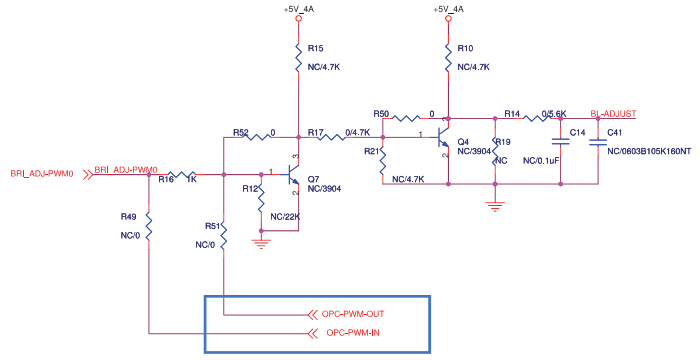 +5V_4A
+5V_4A
R15
NC/4.7K
R10
NC/4.7K
R52
0
R17
0/4.7K
R50
0
R14
0/5.6K
BL-ADJUST
BRI_ADJ-PWM0
BRI_ADJ-PWM0
R16
1K
1
3
2
Q7
NC/3904
R12
NC/22K
R21
NC/4.7K
1
2
Q4
NC/3904
R19
NC
C14
NC/0.1uF
C41
NC/0603B105K160NT
R49
NC/0
R51
NC/0
OPC-PWM-OUT
OPC-PWM-IN